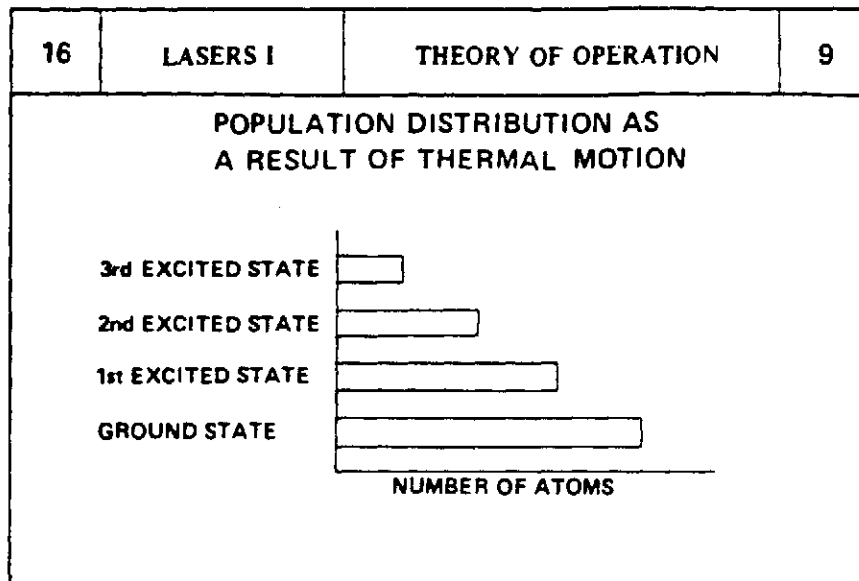 16 LASERS I THEORY OF OPERATION 9
POPULATION DISTRIBUTION AS
A RESULT OF THERMAL MOTION
3rd EXCITED STATE
2nd EXCITED STATE
1st EXCITED STATE
GROUND STATE
NUMBER OF ATOMS